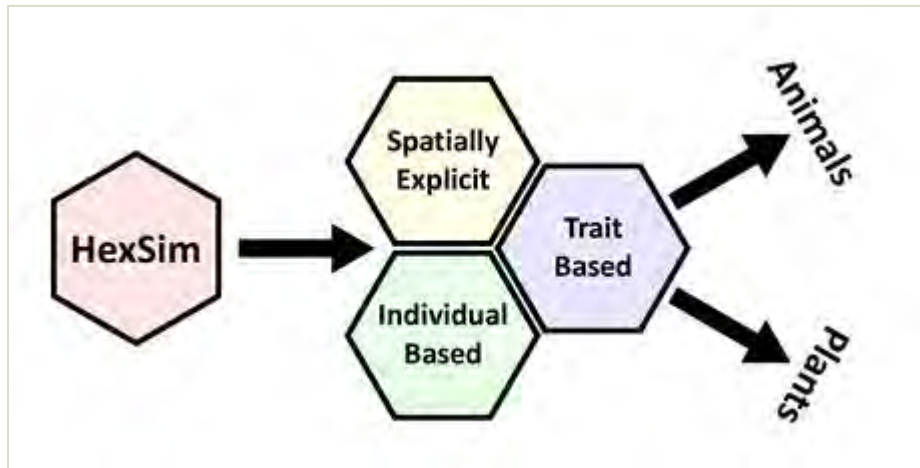 HexSim
Spatially
Explicit
Individual
Based
Trait
Based
Animals
Plants